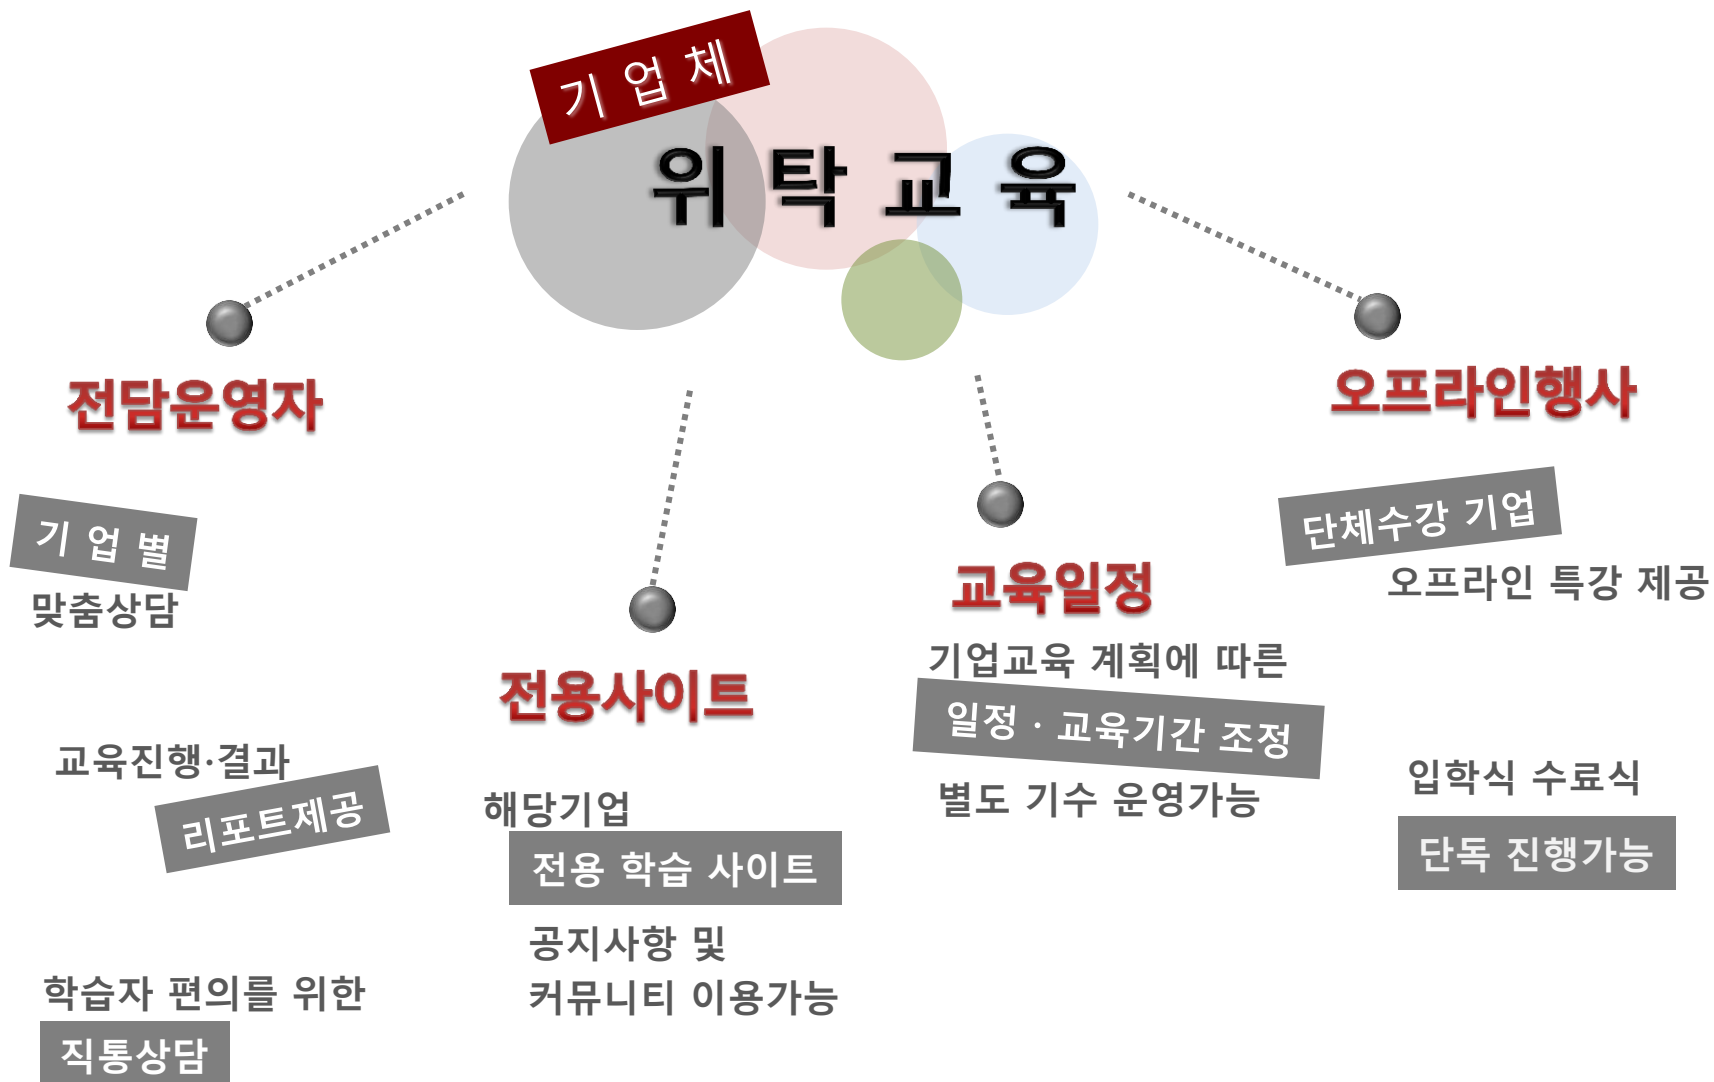 기 업 체
위 탁 교 육
전담운영자
기 업 별
맞춤상담
교육진행·결과
리포트제공
학습자 편의를 위한
직통상담
전용사이트
해당기업
전용 학습 사이트
공지사항 및
커뮤니티 이용가능
교육일정
기업교육 계획에 따른
일정 · 교육기간 조정
별도 기수 운영가능
오프라인행사
단체수강 기업
오프라인 특강 제공
입학식 수료식
단독 진행가능